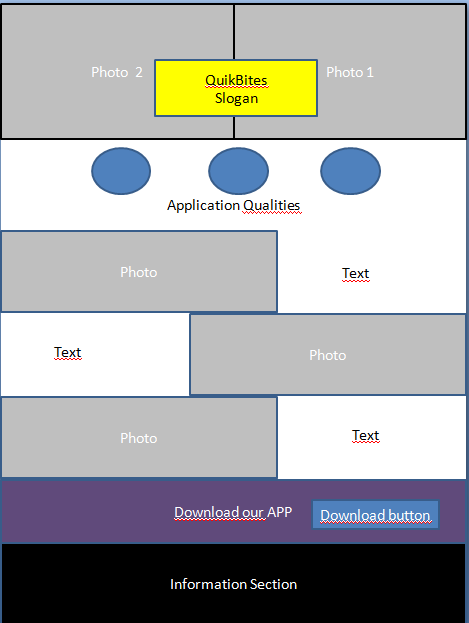 Photo 2
Photo 1
QuikBites
Slogan
Application Qualities
Photo
Text
Text
Photo
Photo
Text
Download our APP
Download button
Information Section